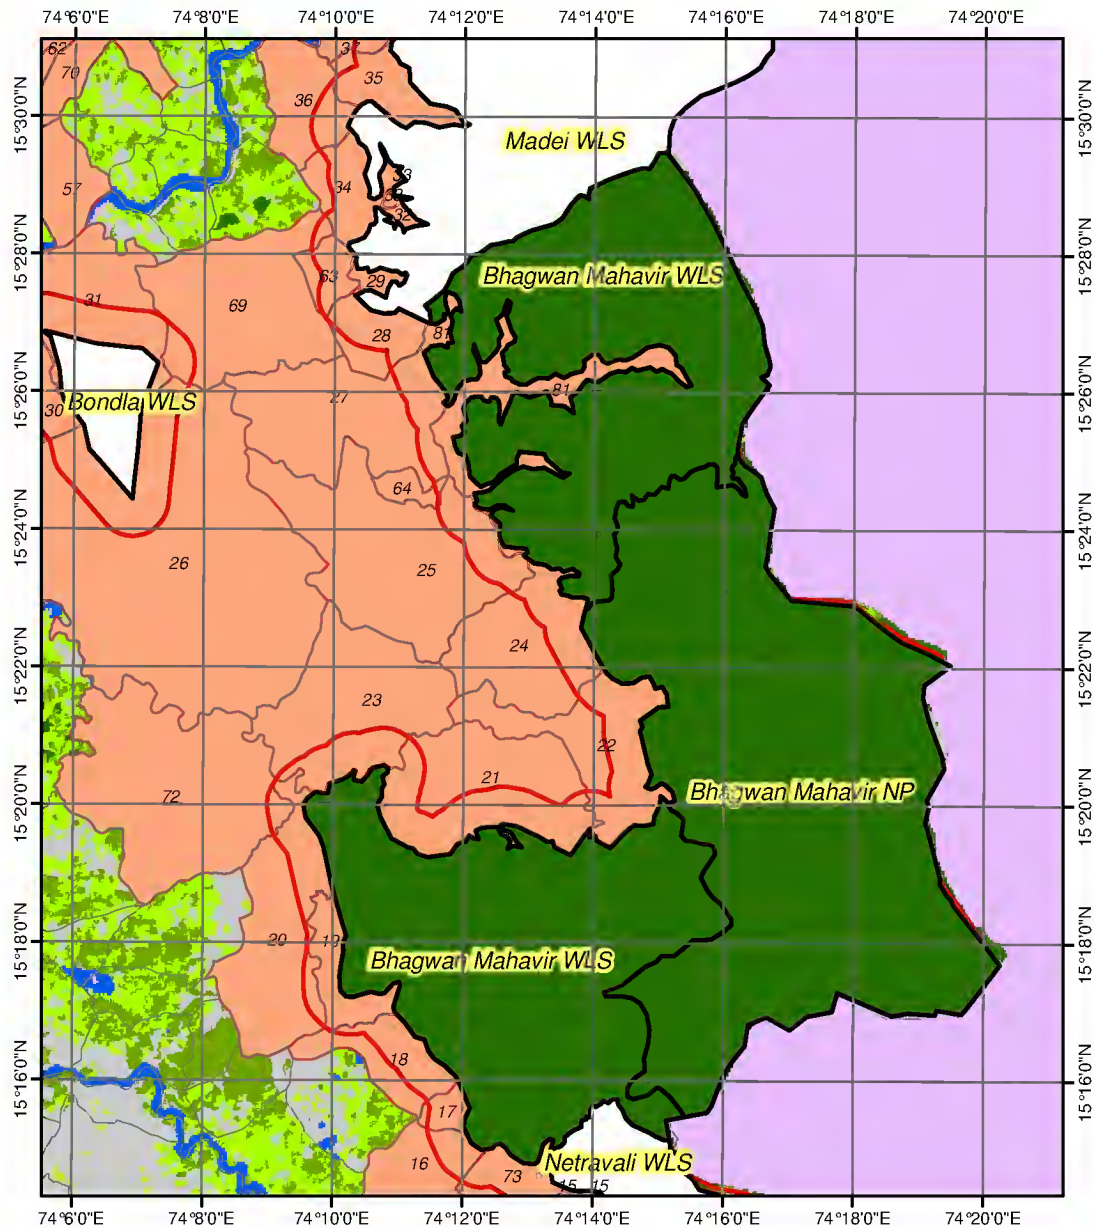 74°6'0"E 74°8'0"E 74°10'0"E 74°12'0"E 74°14'0"E 74°16'0"E 74°18'0"E 74°20'0"E
62
37
70
35
36
15°30'0"N 15°30'0"N
Madei WLS
33
57
34
32
15°28'0"N 15°28'0"N
63
Bhagwan Mahavir WLS
29
31
69
28
81
15°26'0"N 15°26'0"N
81
27
30
Bondla WLS
64
15°24'0"N 15°24'0"N
26
25
24
15°22'0"N 15°22'0"N
23
22
21
Bhagwan Mahavir NP
72
15°20'0"N 15°20'0"N
20
19
15°18'0"N 15°18'0"N
Bhagwan Mahavir WLS
18
15°16'0"N 15°16'0"N
17
16
Netravali WLS
73
15 15
74°6'0"E 74°8'0"E 74°10'0"E 74°12'0"E 74°14'0"E 74°16'0"E 74°18'0"E 74°20'0"E